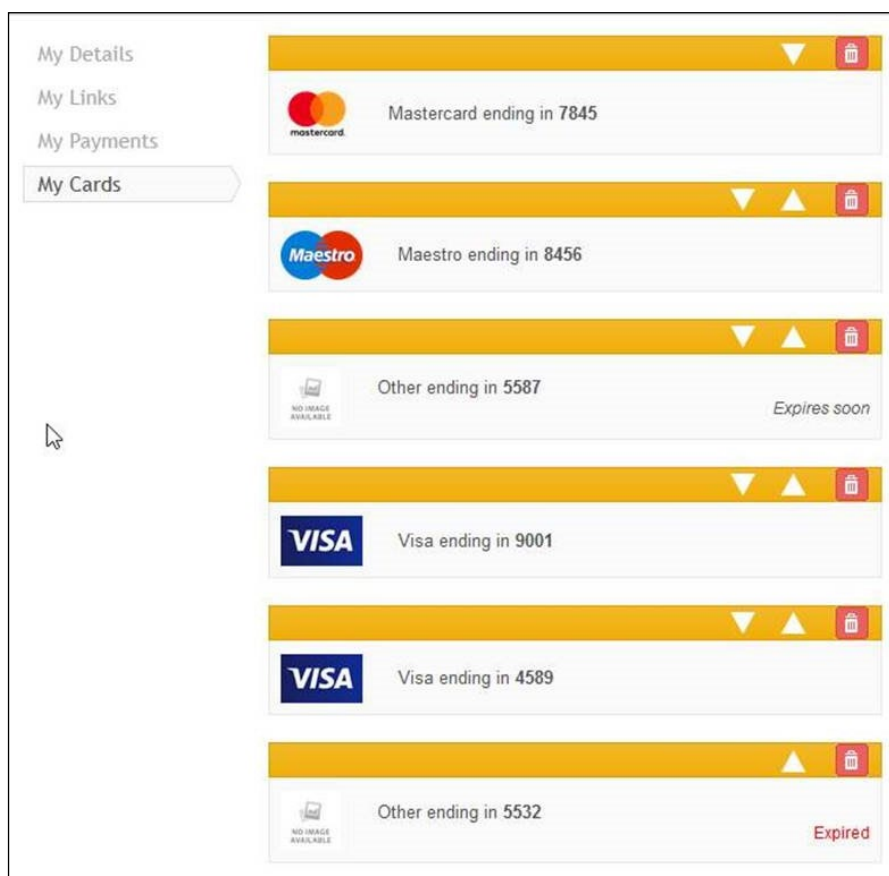 My Details
My Links
My Payments
My Cards
mastercard.
Mastercard ending in 7845
Maestro
Maestro ending in 8456
NO IMAGE
AVAILABLE
Other ending in 5587
Expires soon
VISA
Visa ending in 9001
VISA
Visa ending in 4589
NO IMAGE
AVAILABLE
Other ending in 5532
Expired